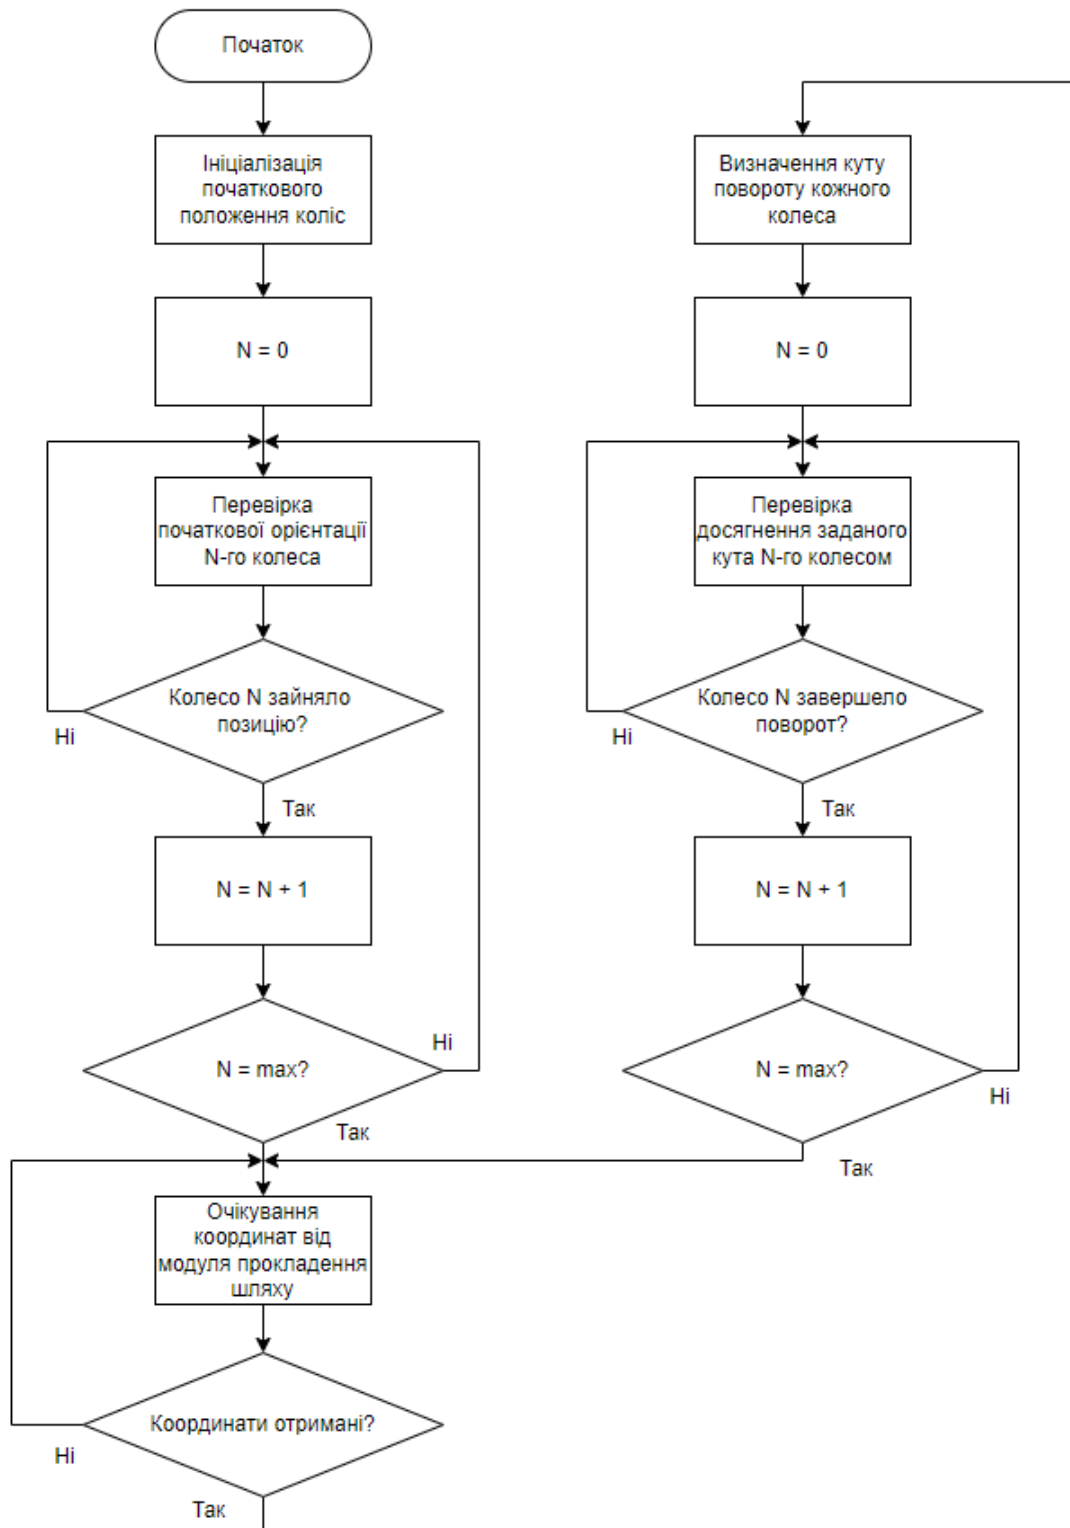 Початок
Ініціалізація
початкового
положення коліс
N = 0
Перевірка
початкової орієнтації
N-го колеса
Колесо N зайняло
позицію?
Ні
Так
N = N + 1
N = max?
Ні
Так
Очікування
координат від
модуля прокладення
шляху
Координати отримані?
Ні
Так
Визначення куту
повороту кожного
колеса
N = 0
Перевірка
досягнення заданого
кута N-го колесом
Колесо N завершело
поворот?
Ні
Так
N = N + 1
N = max?
Ні
Так